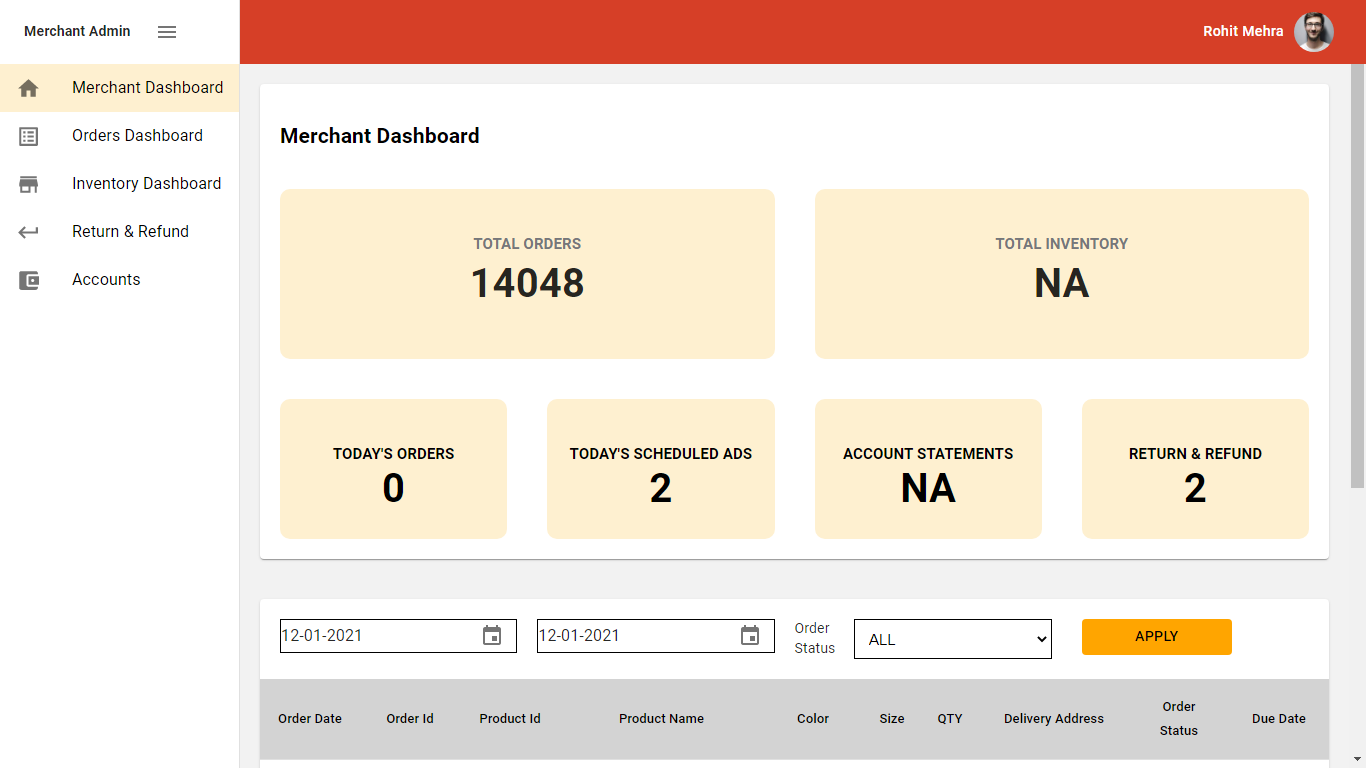 Merchant Admin
Rohit Mehra
Merchant Dashboard
Orders Dashboard
Inventory Dashboard
Return & Refund
Accounts
Merchant Dashboard
TOTAL ORDERS
14048
TOTAL INVENTORY
NA
TODAY'S ORDERS
0
TODAY'S SCHEDULED ADS
2
ACCOUNT STATEMENTS
NA
RETURN & REFUND
2
12-01-2021
12-01-2021
Order
Status
ALL
APPLY
Order Date
Order Id
Product Id
Product Name
Color
Size
QTY
Delivery Address
Order
Status
Due Date